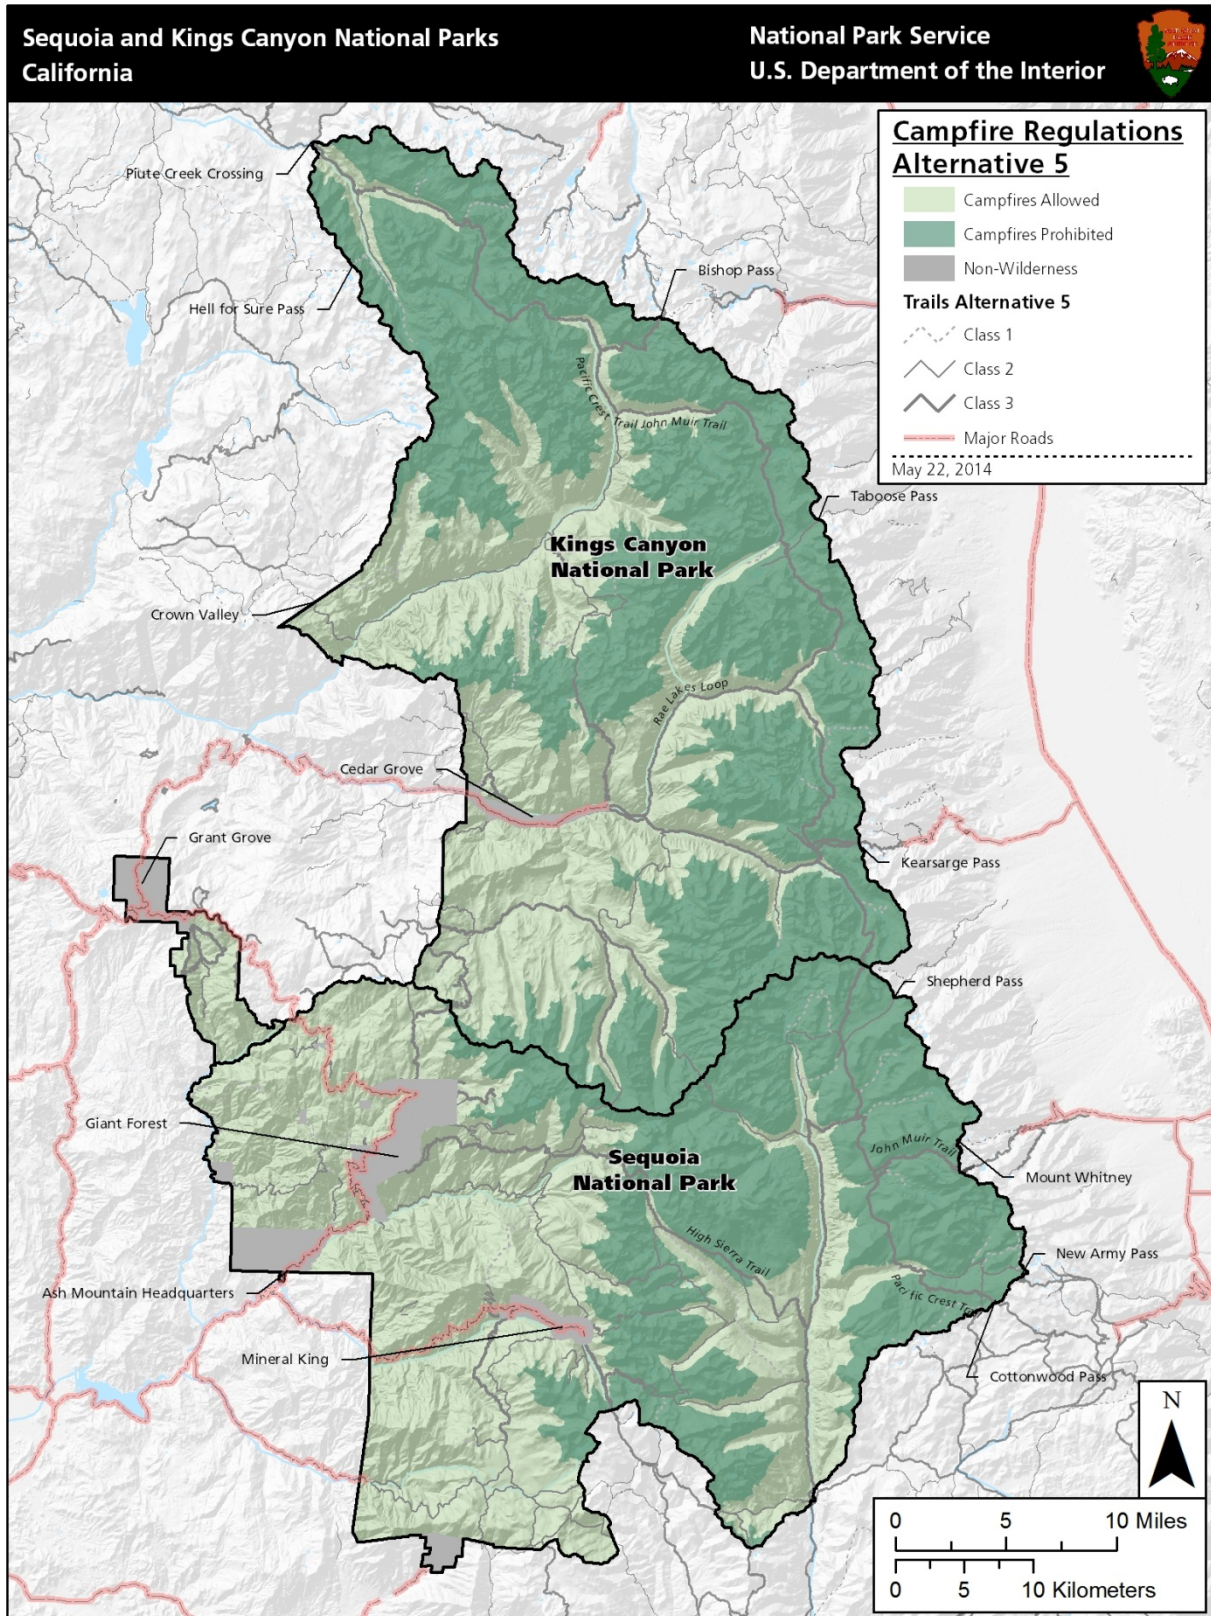 Sequoia and Kings Canyon National Parks
California
National Park Service
U.S. Department of the Interior
Campfire Regulations
Alternative 5
Campfires Allowed
Campfires Prohibited
Non-Wilderness
Trails Alternative 5
Class 1
Class 2
Class 3
Major Roads
May 22, 2014
Piute Creek Crossing
Bishop Pass
Hell for Sure Pass
Pacific Crest Trail
John Muir Trail
Taboose Pass
Kings Canyon
National Park
Crown Valley
Rae Lakes Loop
Cedar Grove
Grant Grove
Kearsarge Pass
Shepherd Pass
Giant Forest
John Muir Trail
Sequoia
National Park
Mount Whitney
High Sierra Trail
New Army Pass
Ash Mountain Headquarters
Pacific Crest Trail
Mineral King
Cottonwood Pass
N
0 5 10 Miles
0 5 10 Kilometers